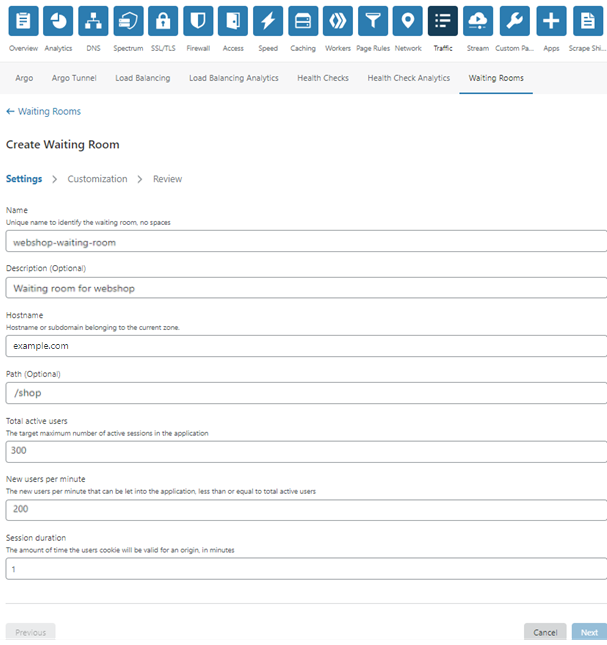 Overview Analytics DNS Spectrum SSL/TLS Firewall Access Speed Caching Workers Page Rules Network Traffic Stream Custom Pa... Apps Scrape Shi...
Argo Argo Tunnel Load Balancing Load Balancing Analytics Health Checks Health Check Analytics Waiting Rooms
← Waiting Rooms
Create Waiting Room
Settings > Customization > Review
Name
Unique name to identify the waiting room, no spaces
webshop-waiting-room
Description (Optional)
Waiting room for webshop
Hostname
Hostname or subdomain belonging to the current zone.
example.com
Path (Optional)
/shop
Total active users
The target maximum number of active sessions in the application
300
New users per minute
The new users per minute that can be let into the application, less than or equal to total active users
200
Session duration
The amount of time the users cookie will be valid for an origin, in minutes
1
Previous Cancel Next